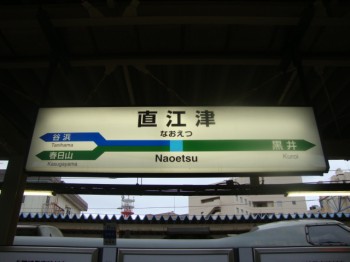 直江津
なおえつ
谷浜
Tanihama
春日山
Kasugayama
黒井
Kuroi
Naoetsu